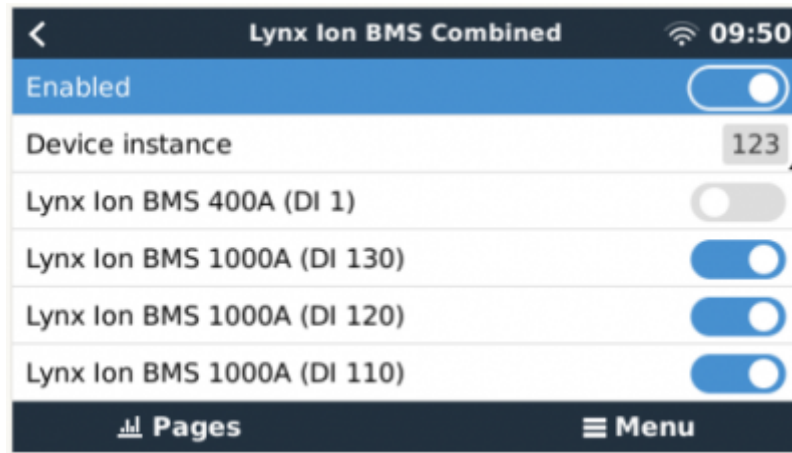 Lynx Ion BMS Combined 09:50
Enabled
Device instance 123
Lynx Ion BMS 400A (DI 1)
Lynx Ion BMS 1000A (DI 130)
Lynx Ion BMS 1000A (DI 120)
Lynx Ion BMS 1000A (DI 110)
Pages Menu